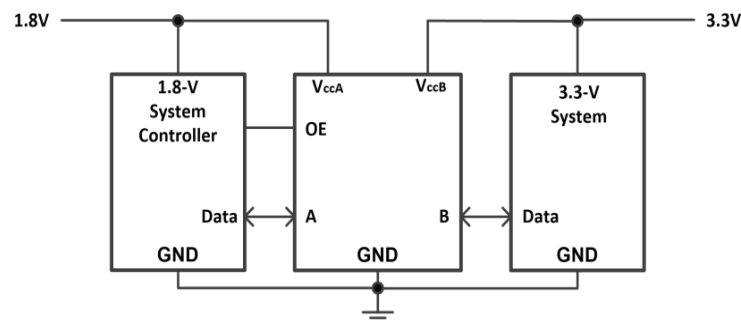 1.8V
3.3V
1.8-V
System
Controller
Data
GND
VccA
VccB
OE
A
B
GND
3.3-V
System
Data
GND